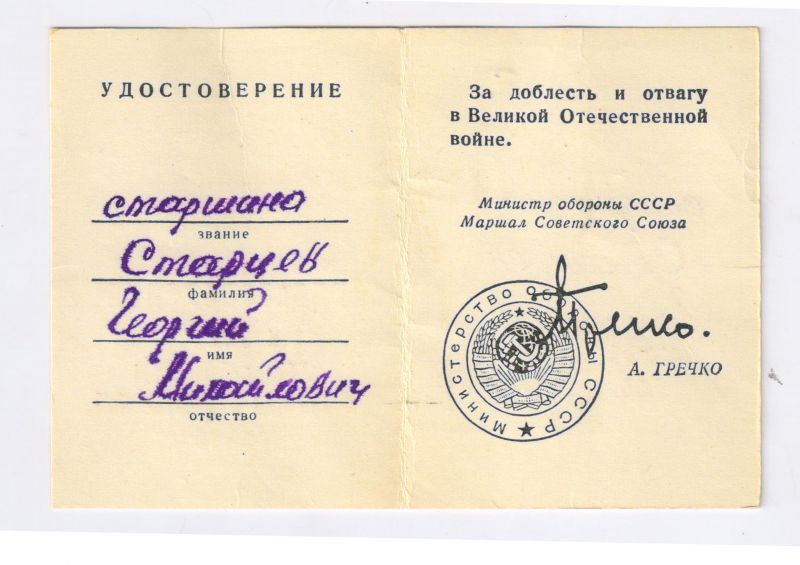 УДОСТОВЕРЕНИЕ
старшина
звание
Старцев
фамилия
Георгий
имя
Михайлович
отчество
За доблесть и отвагу
в Великой Отечественной
войне.
Министр обороны СССР
Маршал Советского Союза
Гречко.
А. ГРЕЧКО
Министерство Обороны СССР